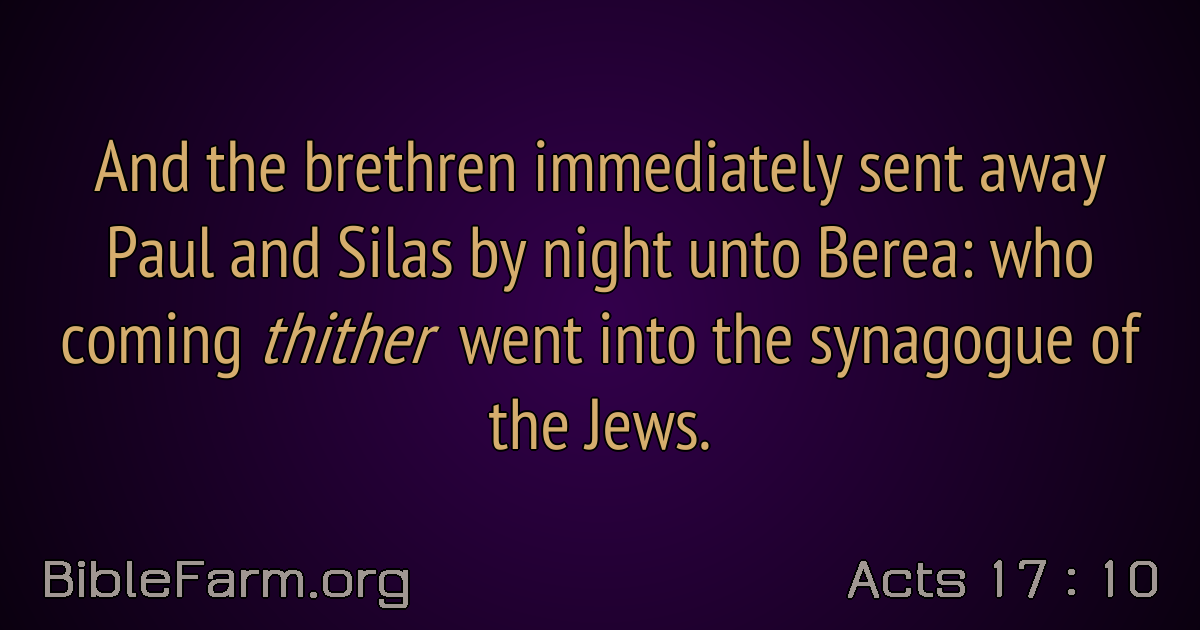 And the brethren immediately sent away
Paul and Silas by night unto Berea: who
coming thither went into the synagogue of
the Jews.
BibleFarm.org
Acts 17 : 10